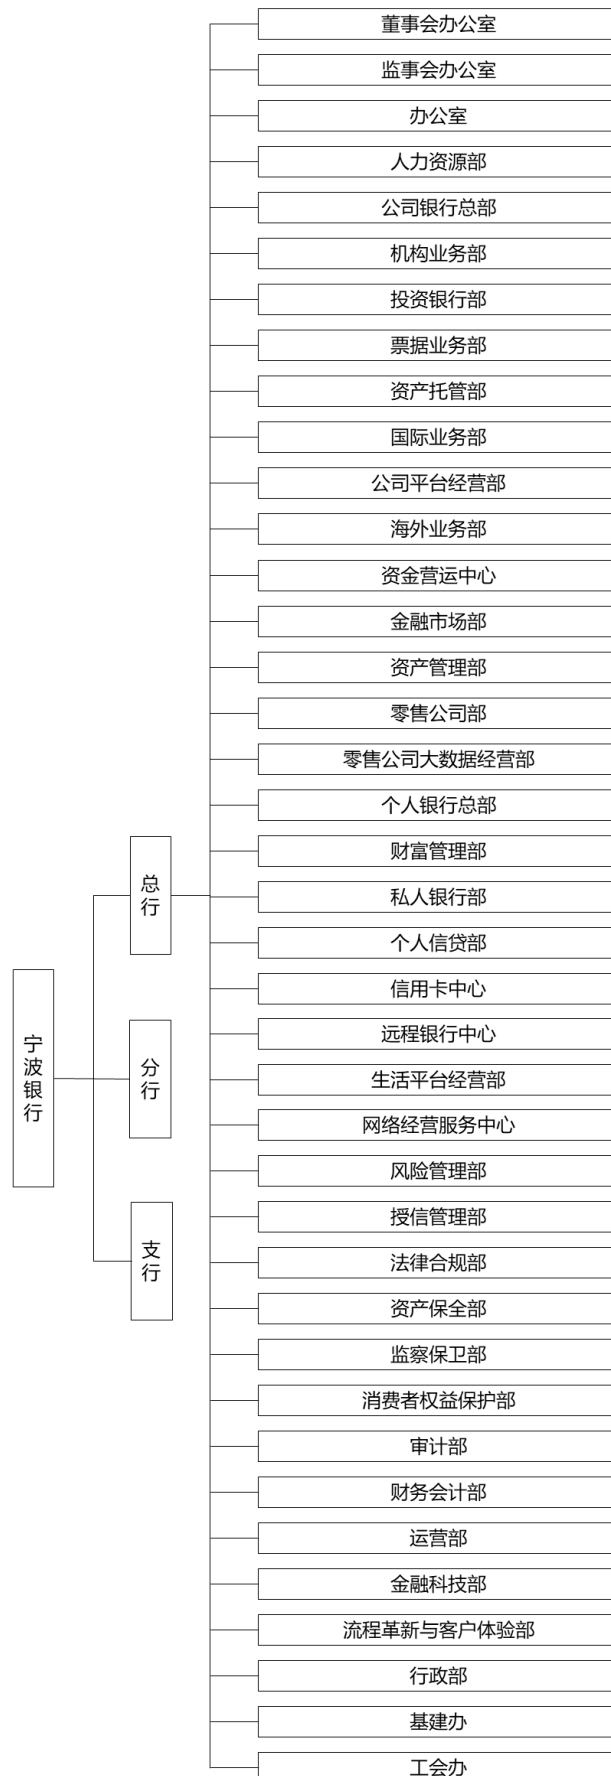 宁波银行
总行
分行
支行
董事会办公室
监事会办公室
办公室
人力资源部
公司银行总部
机构业务部
投资银行部
票据业务部
资产托管部
国际业务部
公司平台经营部
海外业务部
资金营运中心
金融市场部
资产管理部
零售公司部
零售公司大数据经营部
个人银行总部
财富管理部
私人银行部
个人信贷部
信用卡中心
远程银行中心
生活平台经营部
网络经营服务中心
风险管理部
授信管理部
法律合规部
资产保全部
监察保卫部
消费者权益保护部
审计部
财务会计部
运营部
金融科技部
流程革新与客户体验部
行政部
基建办
工会办